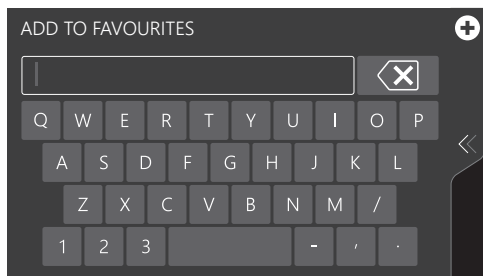 ADD TO FAVOURITES
Q W E R T Y U I O P
A S D F G H J K L
Z X C V B N M /
1 2 3 - , .